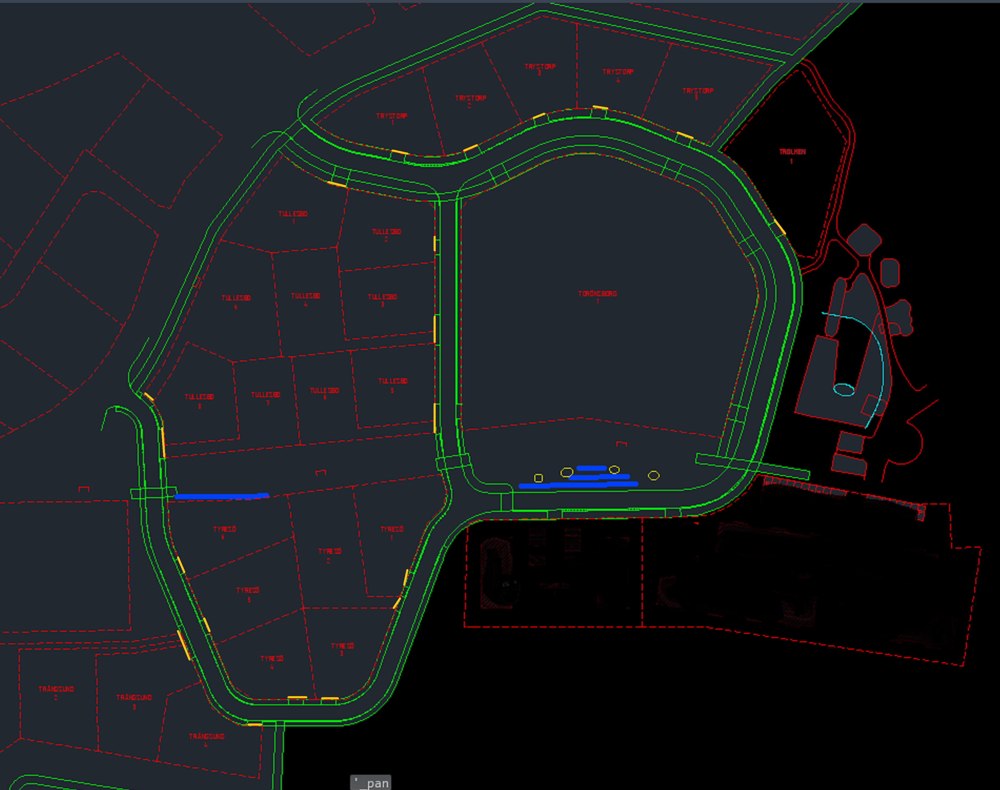 TRYSTORP
3
TRYSTORP
4
TRYSTORP
5
TRYSTORP
2
TRYSTORP
1
TROLMEN
1
TULLESBO
1
TULLESBO
2
TORÖNSBORG
1
TULLESBO
TULLESBO
4
TULLESBO
3
TULLESBO
5
TULLESBO
6
TULLESBO
7
TULLESBO
8
TYRESÖ
6
TYRESÖ
1
TYRESÖ
2
TYRESÖ
5
TYRESÖ
3
TYRESÖ
4
TRÅNGSUND
2
TRÅNGSUND
3
TRÅNGSUND
4
'_pan